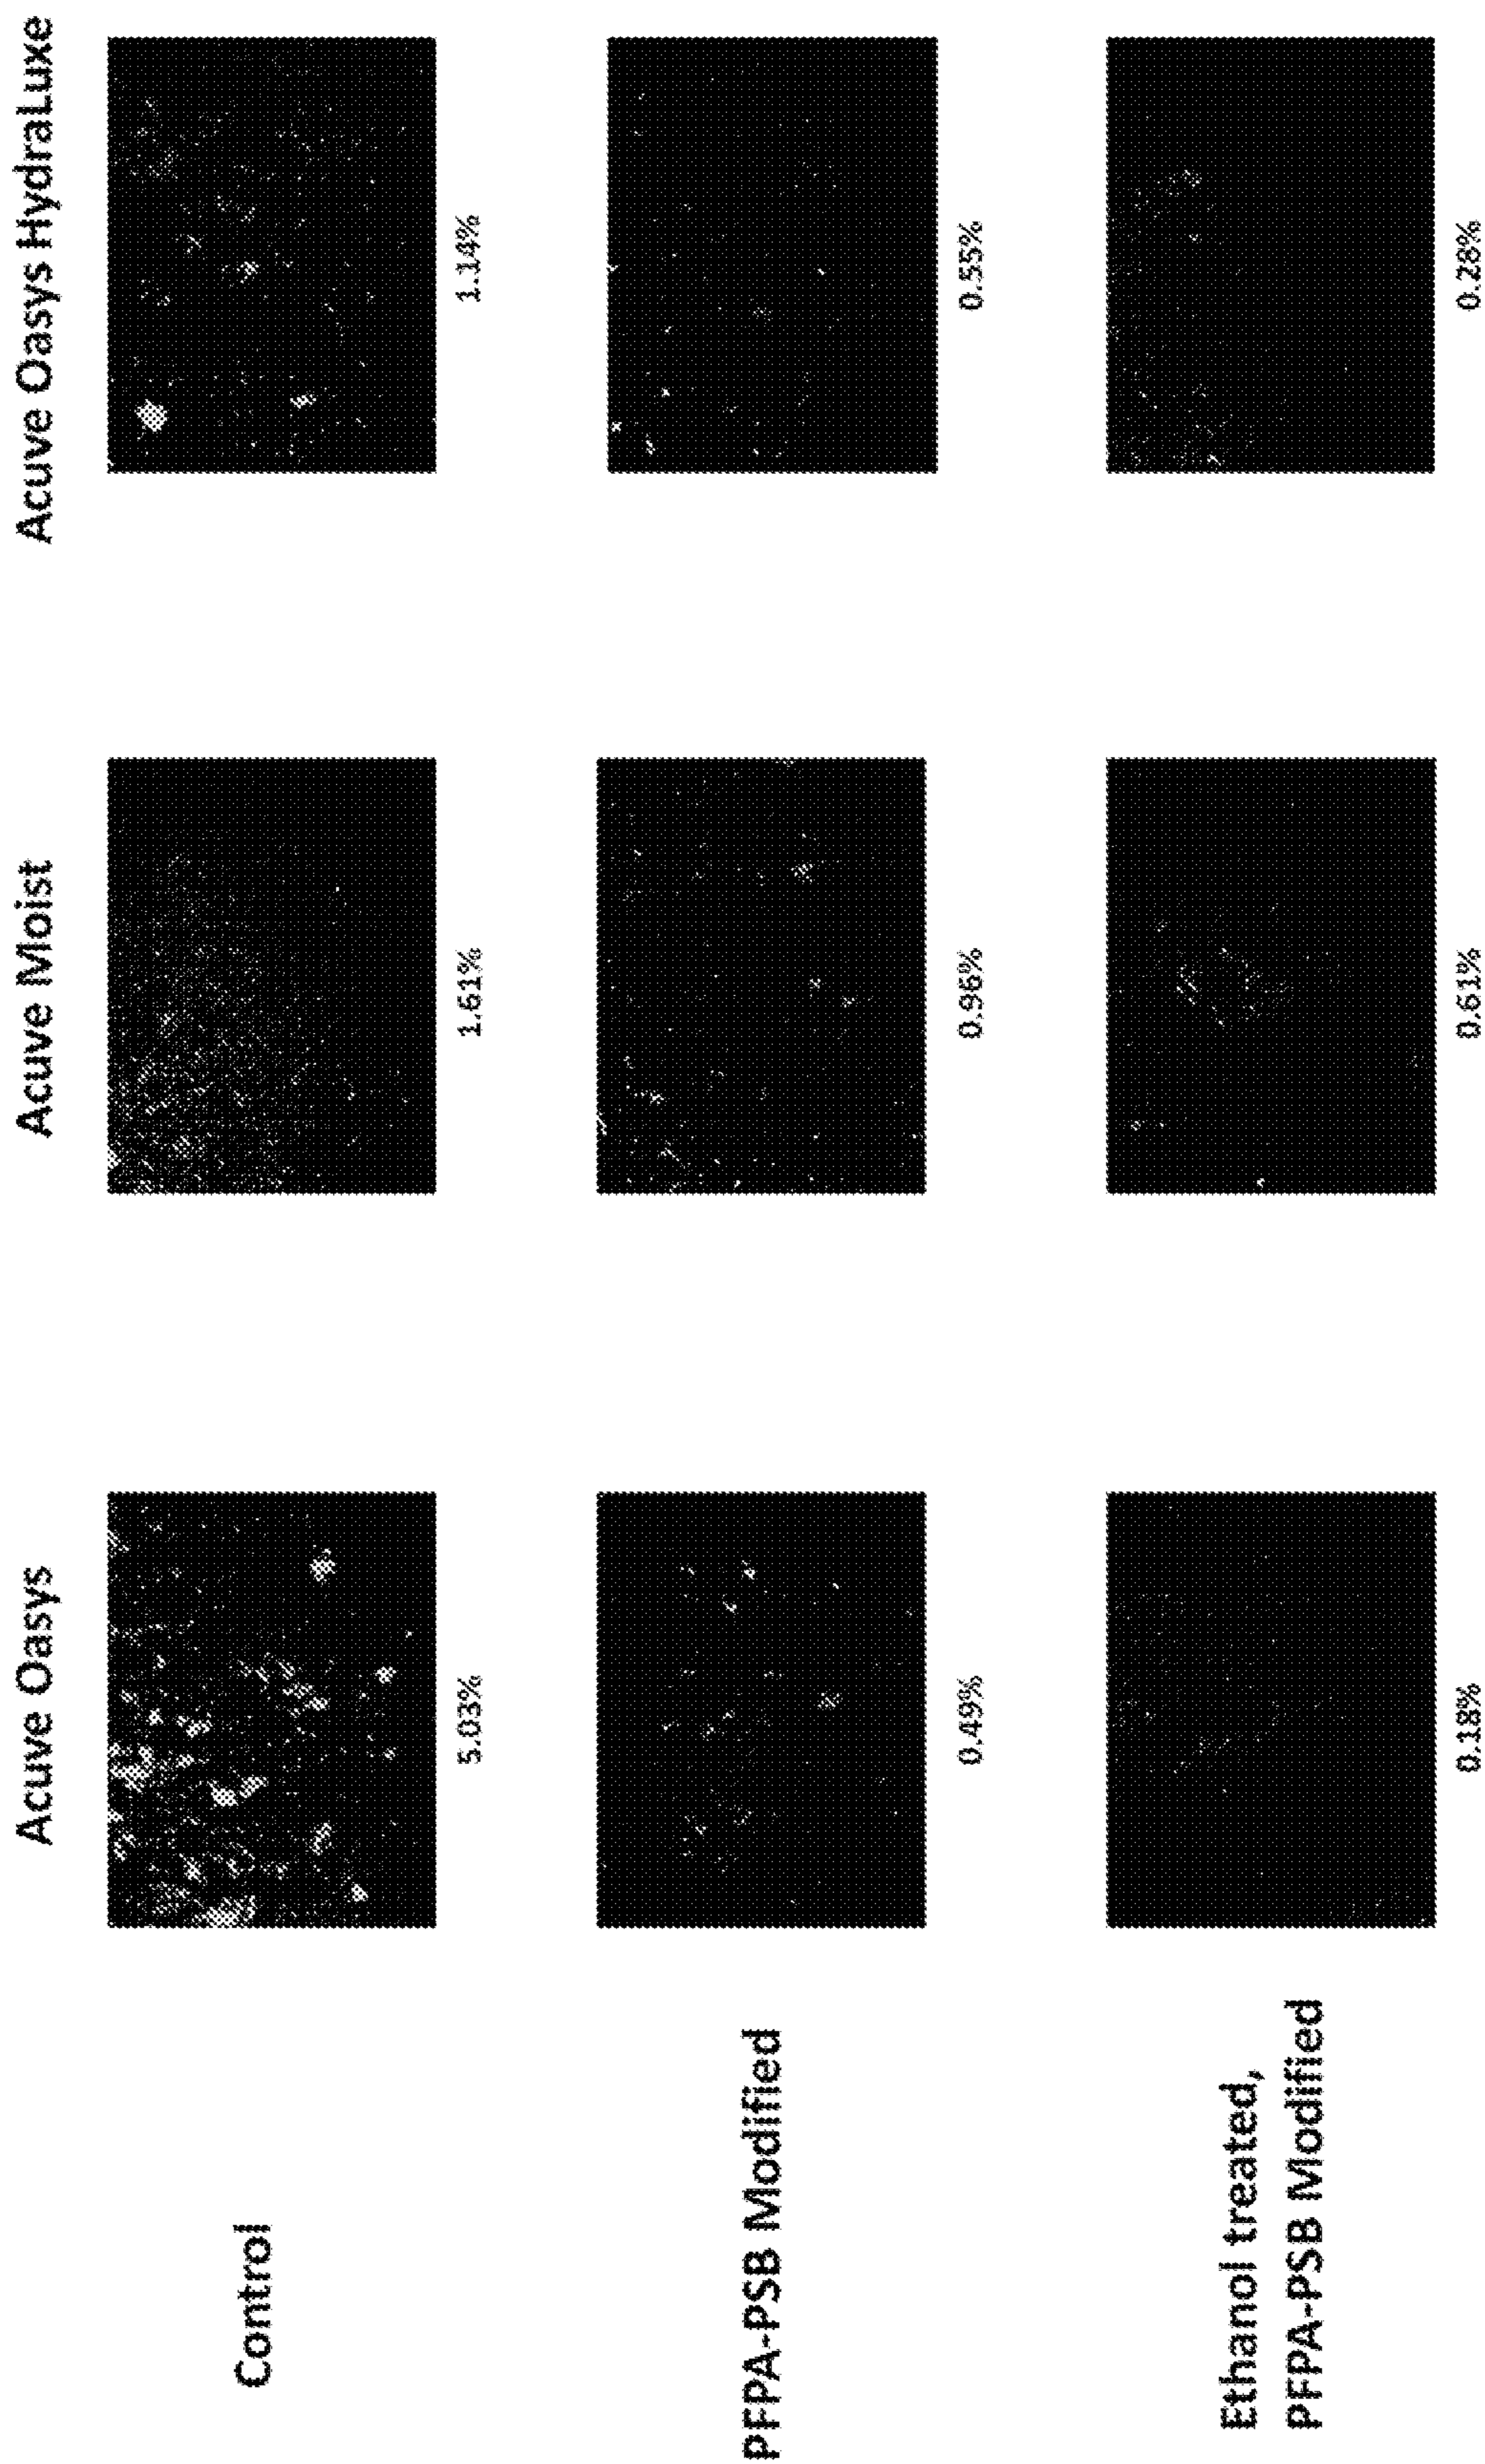 Acuve Oasys
Acuve Moist
Acuve Oasys HydraLuxe
Control
5.03%
1.61%
1.14%
PFPA-PSB Modified
0.49%
0.96%
0.55%
Ethanol treated,
PFPA-PSB Modified
0.18%
0.61%
0.28%